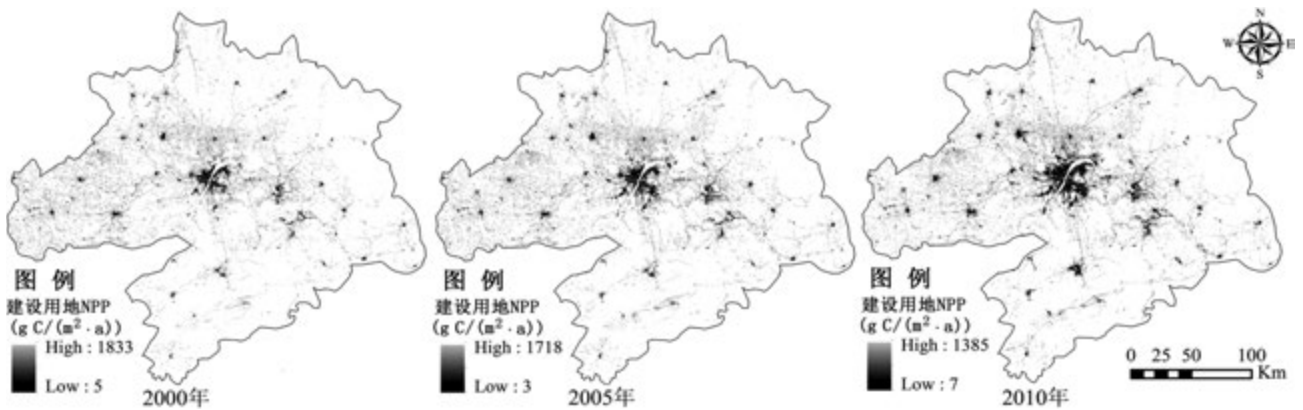 N
W E
S
图 例
建设用地NPP
(g C/(m²·a))
High : 1833
Low : 5
2000年
图 例
建设用地NPP
(g C/(m²·a))
High : 1718
Low : 3
2005年
图 例
建设用地NPP
(g C/(m²·a))
High : 1385
Low : 7
2010年
0 25 50 100
Km